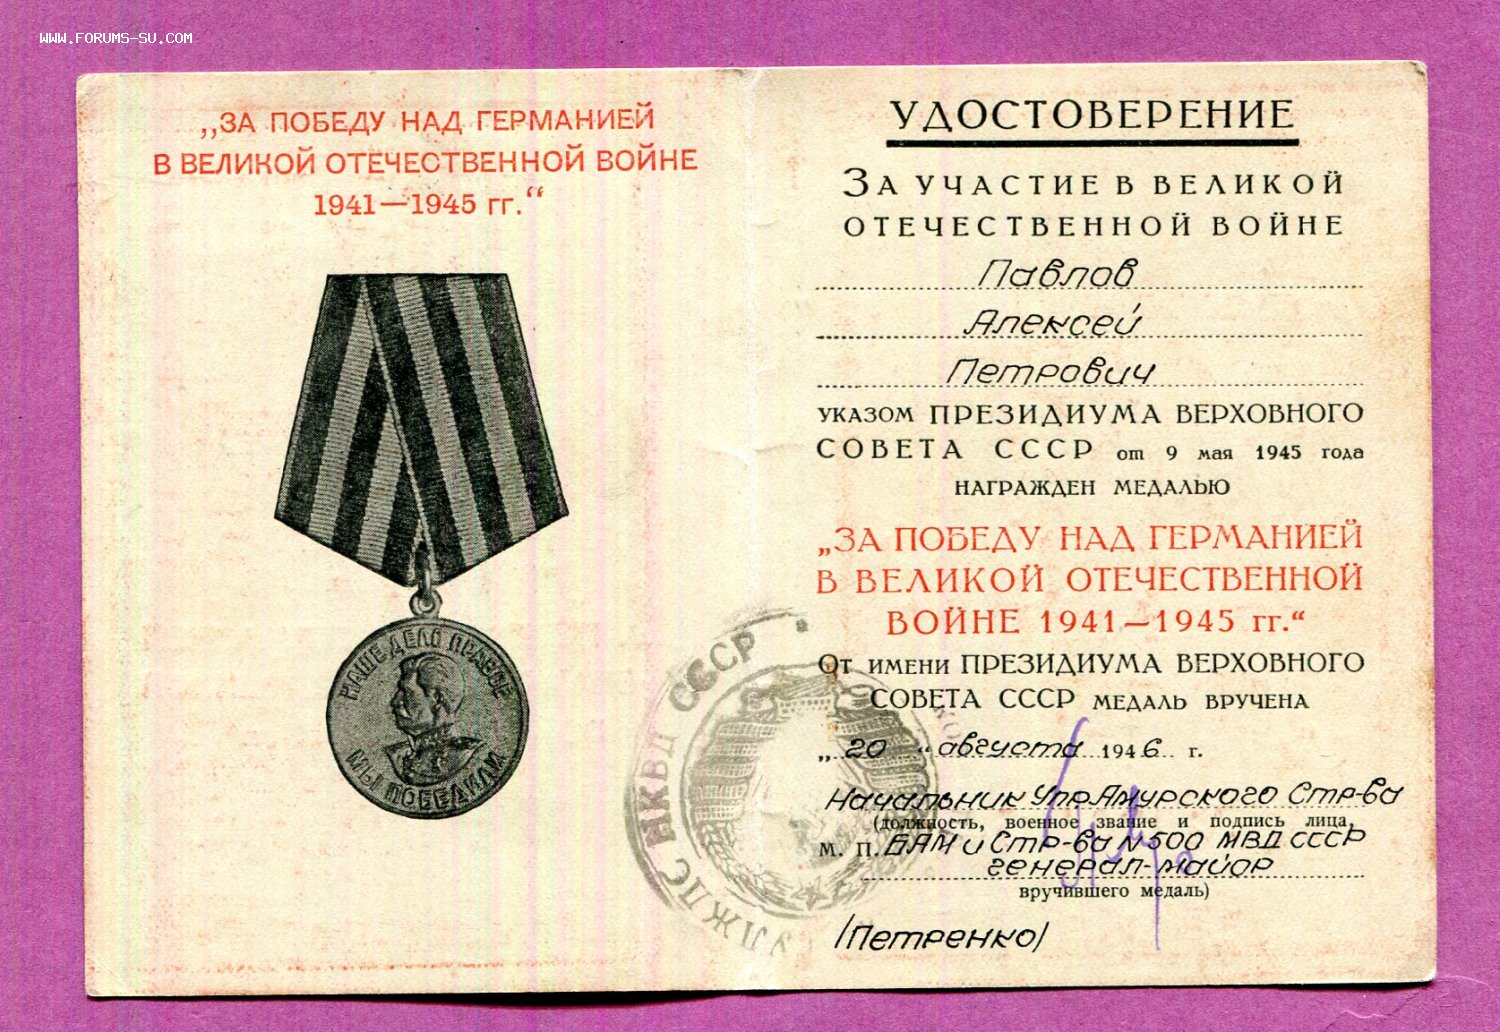 WWW.FORUMS-SU.COM
„ЗА ПОБЕДУ НАД ГЕРМАНИЕЙ
В ВЕЛИКОЙ ОТЕЧЕСТВЕННОЙ ВОЙНЕ
1941—1945 гг.“
НАШЕ ДЕЛО ПРАВОЕ
МЫ ПОБЕДИЛИ
УДОСТОВЕРЕНИЕ
ЗА УЧАСТИЕ В ВЕЛИКОЙ
ОТЕЧЕСТВЕННОЙ ВОЙНЕ
Павлов
Алексей
Петрович
УКАЗОМ ПРЕЗИДИУМА ВЕРХОВНОГО
СОВЕТА СССР от 9 мая 1945 года
НАГРАЖДЕН МЕДАЛЬЮ
„ЗА ПОБЕДУ НАД ГЕРМАНИЕЙ
В ВЕЛИКОЙ ОТЕЧЕСТВЕННОЙ
ВОЙНЕ 1941—1945 гг.“
ОТ ИМЕНИ ПРЕЗИДИУМА ВЕРХОВНОГО
СОВЕТА СССР МЕДАЛЬ ВРУЧЕНА
„20“ августа 1946 г.
Начальник Упр Амурского Стр-ва
(должность, военное звание и подпись лица,
М. П. БАМ и Стр-ва N 500 МВД СССР
генерал-майор
вручившего медаль)
/Петренко/
УЛЖДС НКВД СССР